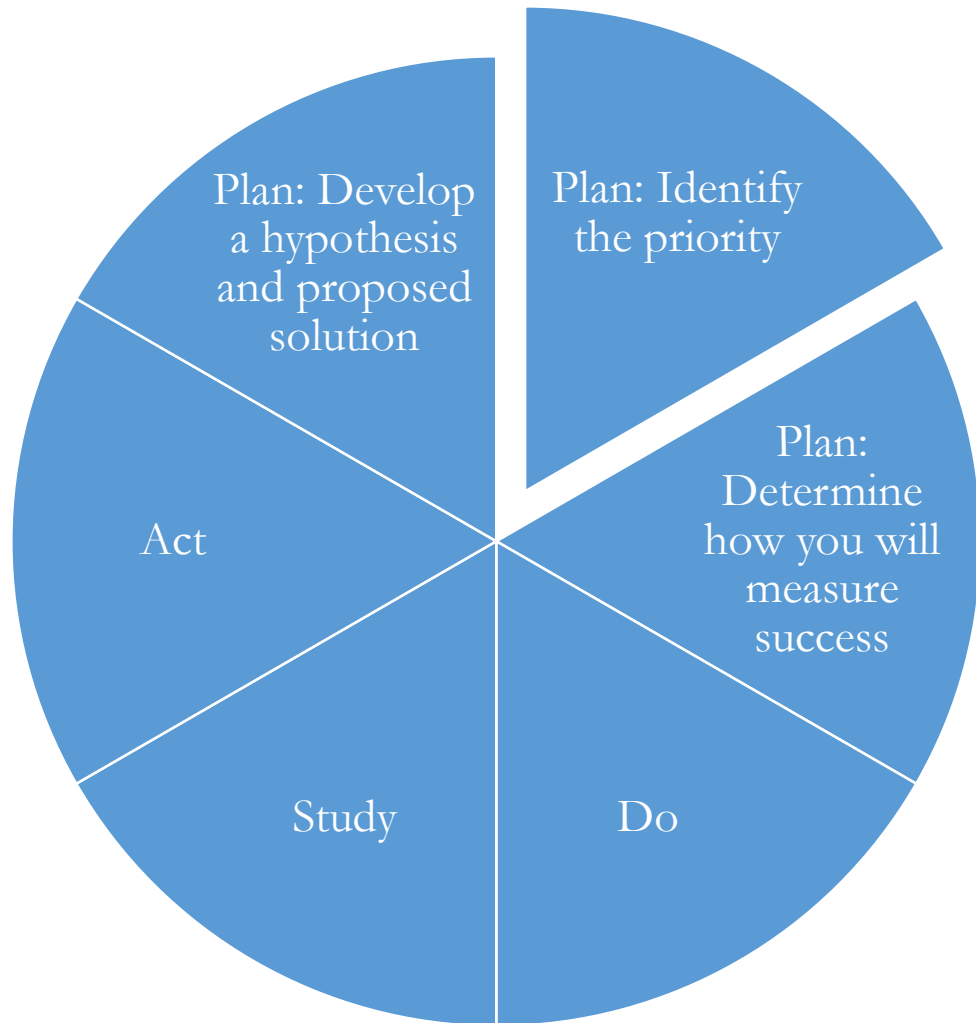 Plan: Identify
the priority
Plan:
Determine
how you will
measure
success
Do
Study
Act
Plan: Develop
a hypothesis
and proposed
solution